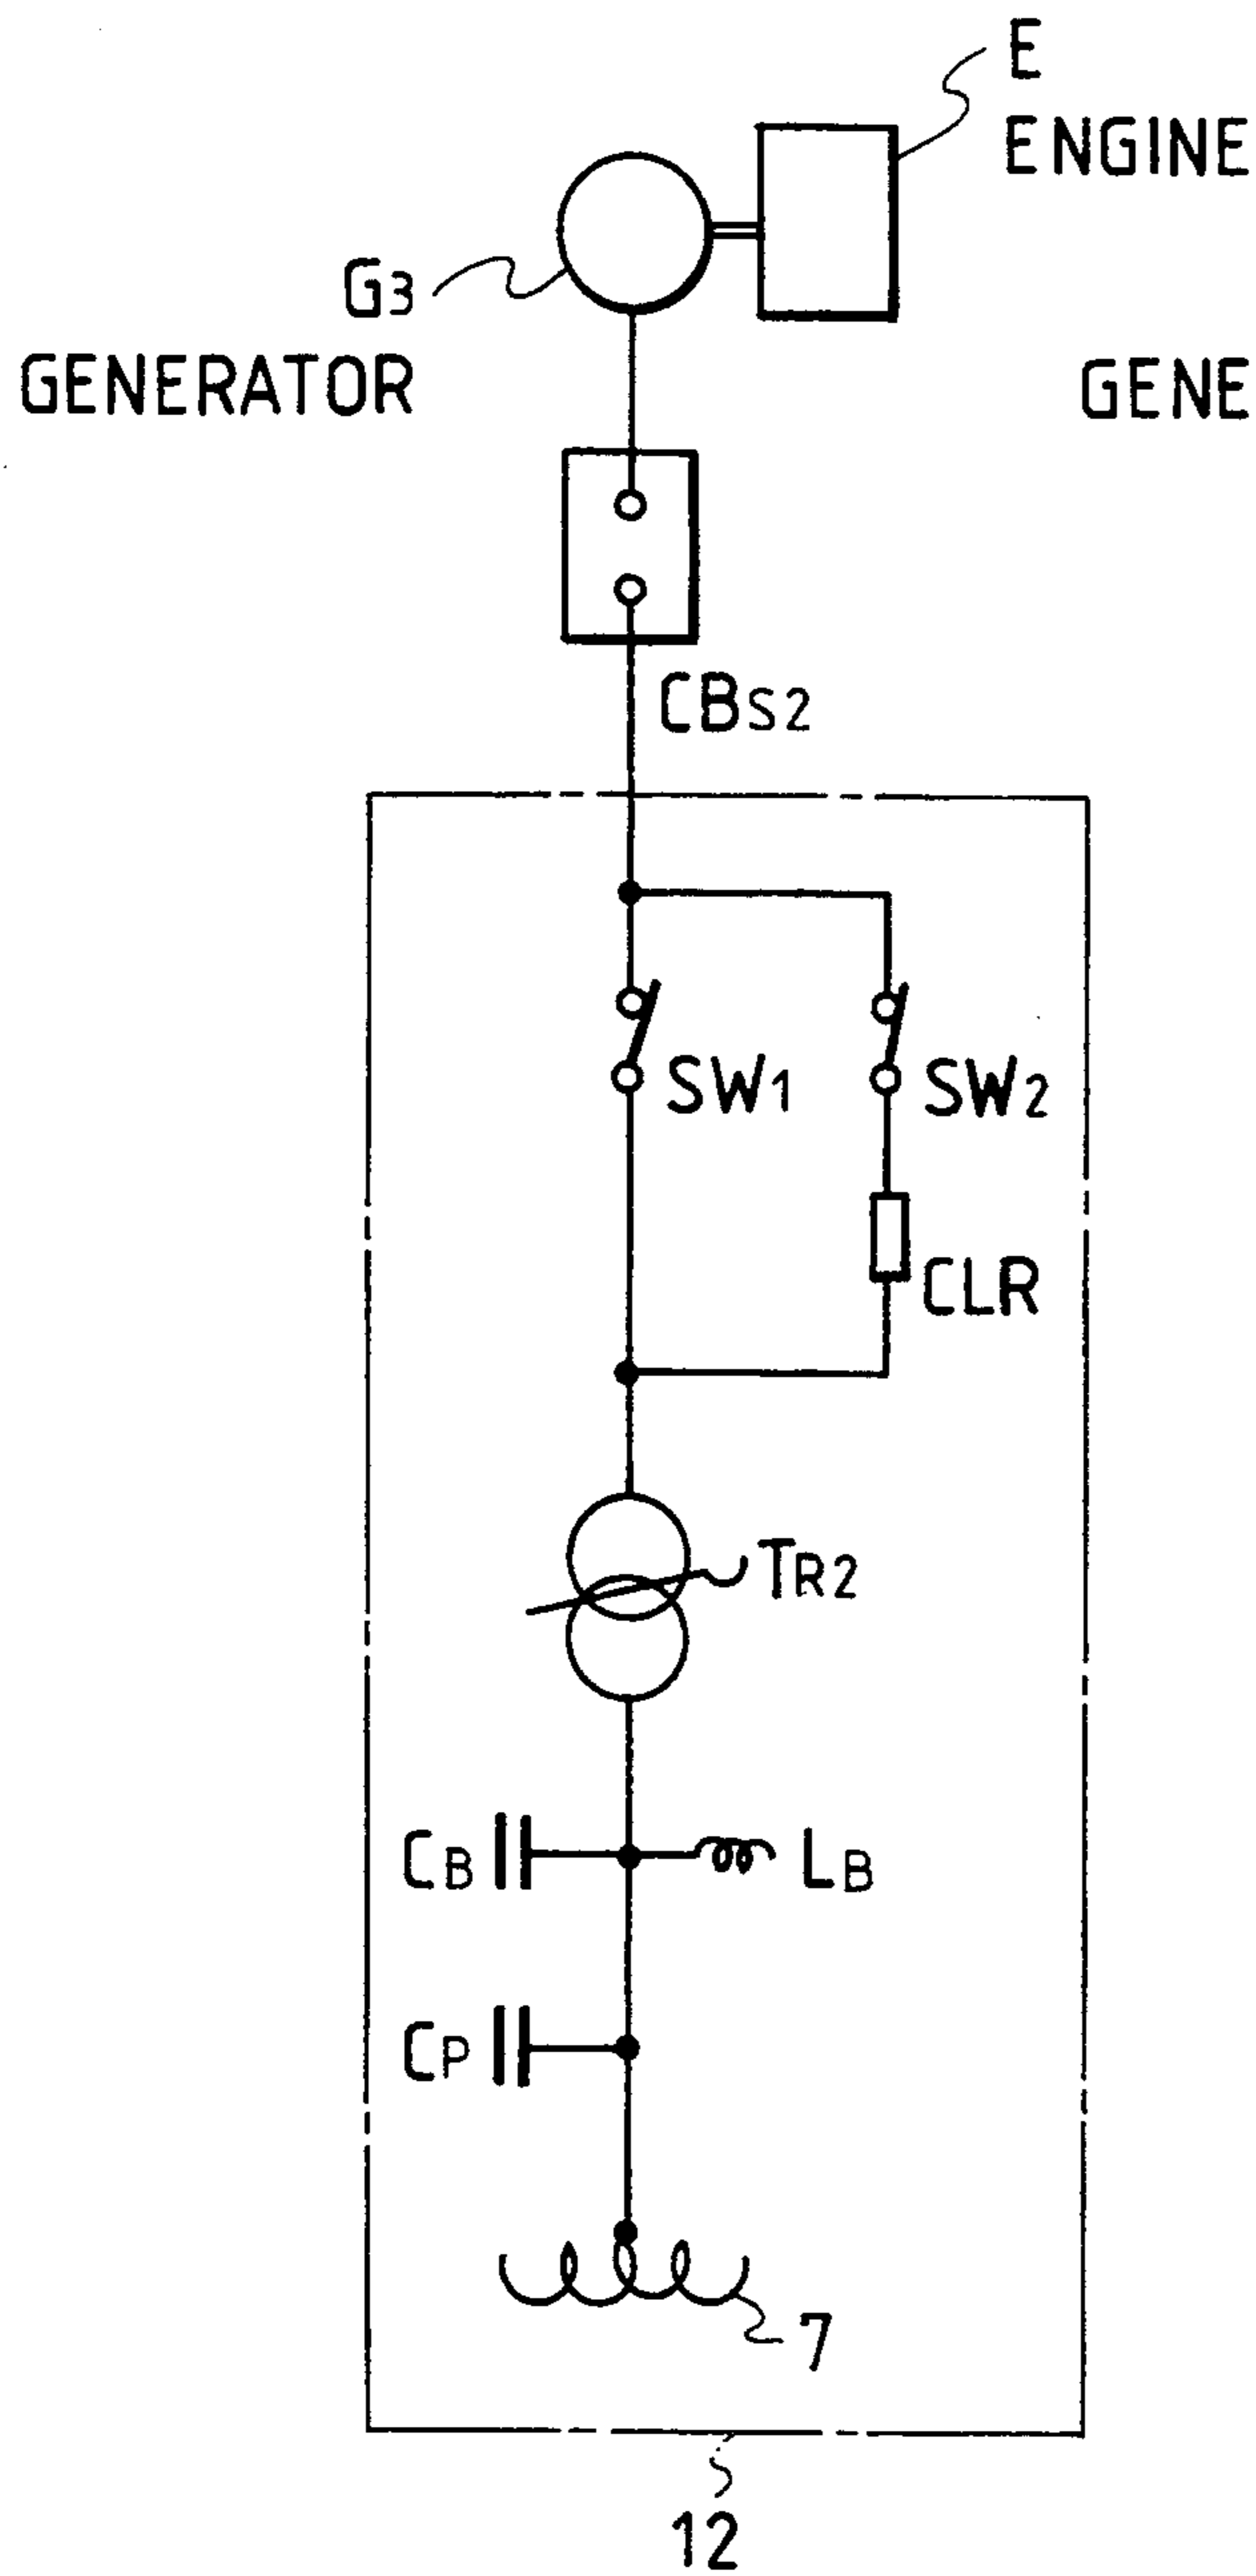 E
ENGINE
G3
GENERATOR
GENE
CBS2
SW1
SW2
CLR
TR2
CB
LB
CP
7
12